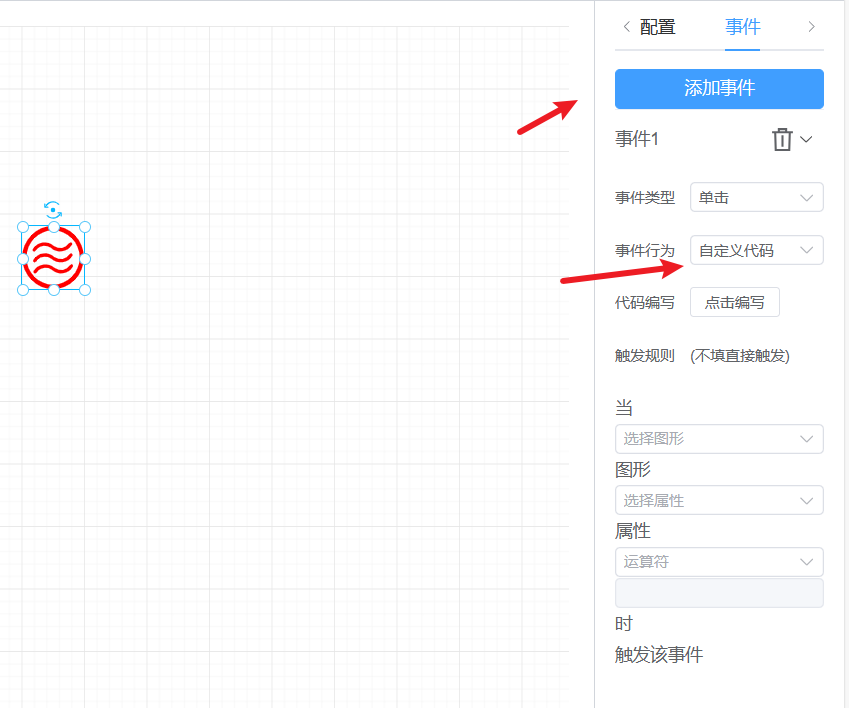 配置 事件
添加事件
事件1
事件类型 单击
事件行为 自定义代码
代码编写 点击编写
触发规则 (不填直接触发)
当
选择图形
图形
选择属性
属性
运算符
时
触发该事件